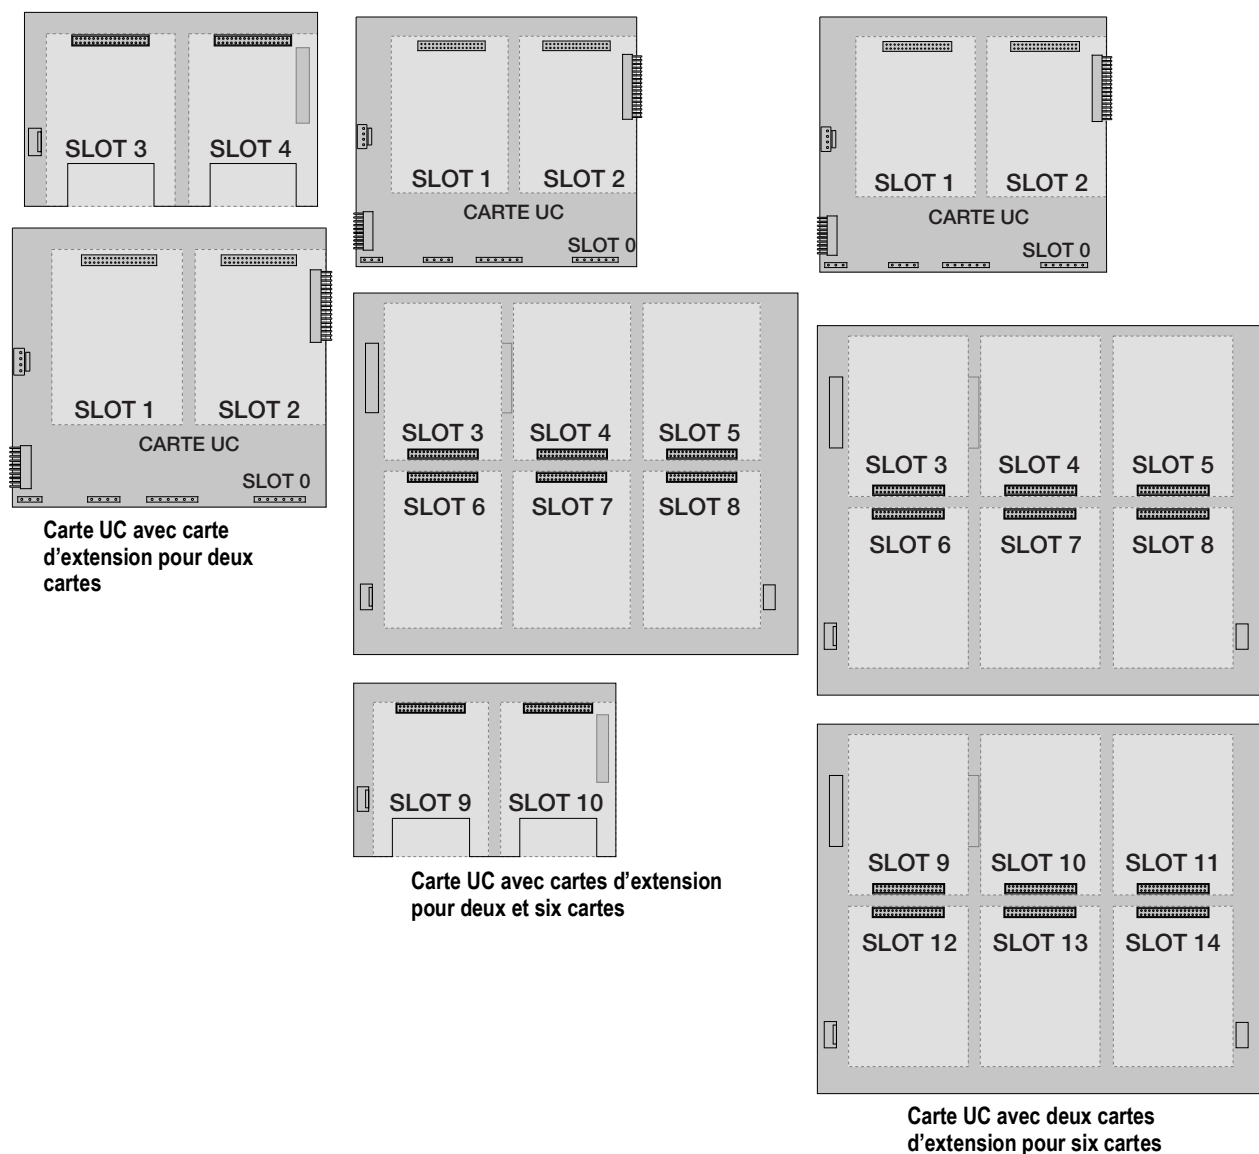 SLOT 3 SLOT 4
SLOT 1 SLOT 2
CARTE UC
SLOT 0
Carte UC avec carte
d'extension pour deux
cartes
SLOT 1 SLOT 2
CARTE UC
SLOT 0
SLOT 3 SLOT 4 SLOT 5
SLOT 6 SLOT 7 SLOT 8
SLOT 9 SLOT 10
Carte UC avec cartes d'extension
pour deux et six cartes
SLOT 1 SLOT 2
CARTE UC
SLOT 0
SLOT 3 SLOT 4 SLOT 5
SLOT 6 SLOT 7 SLOT 8
SLOT 9 SLOT 10 SLOT 11
SLOT 12 SLOT 13 SLOT 14
Carte UC avec deux cartes
d'extension pour six cartes